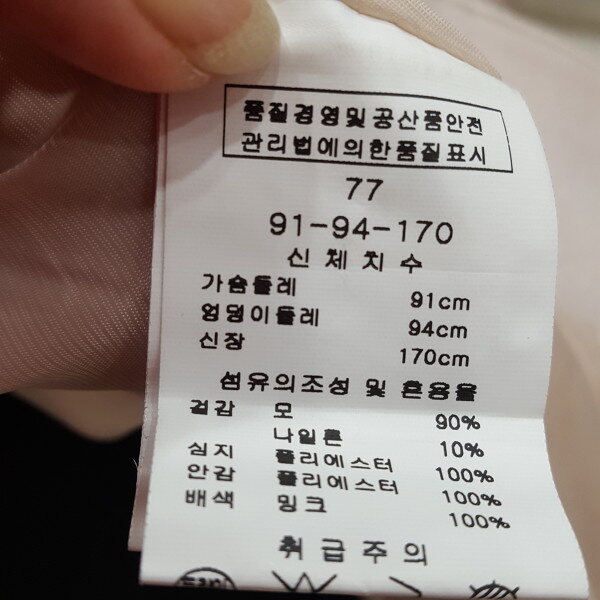 품질경영및공산품안전
관리법에의한품질표시
77
91-94-170
신체치수
가슴둘레 91cm
엉덩이둘레 94cm
신장 170cm
섬유의조성 및 혼용율
겉감 모 90%
나일론 10%
심지 폴리에스터 100%
안감 폴리에스터 100%
배색 밍크 100%
취급주의